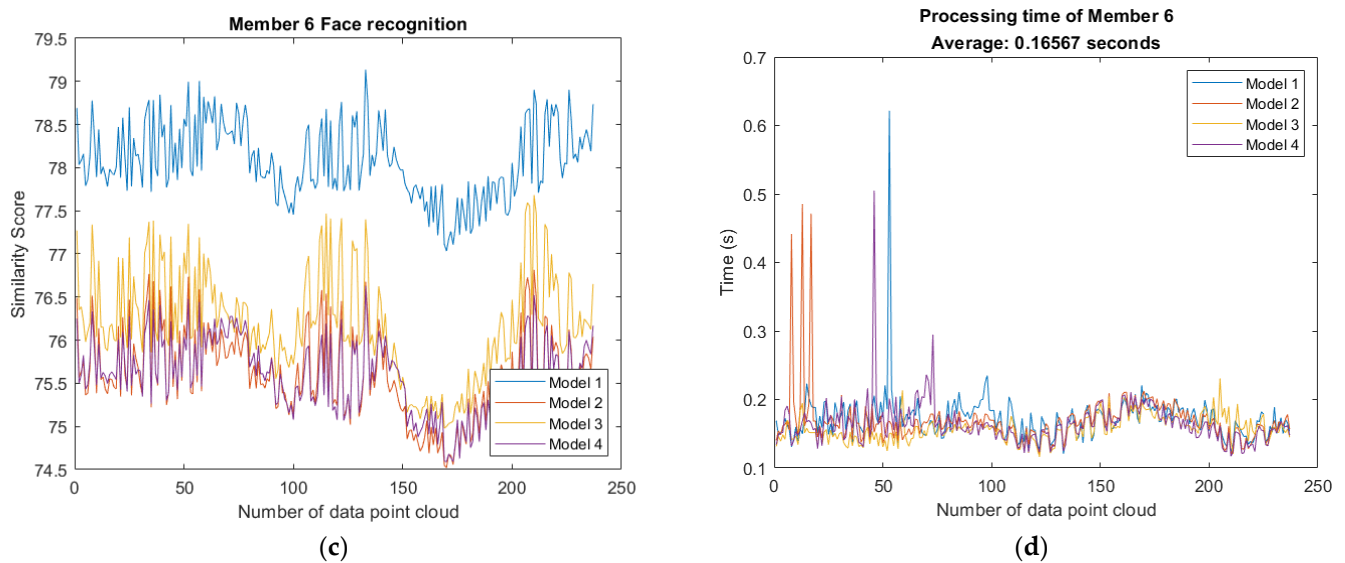 Member 6 Face recognition
79.5
79
78.5
78
77.5
77
76.5
76
75.5
75
74.5
Similarity Score
Model 1
Model 2
Model 3
Model 4
0
50
100
150
200
250
Number of data point cloud
(c)
Processing time of Member 6
Average: 0.16567 seconds
0.7
0.6
0.5
0.4
0.3
0.2
0.1
Time (s)
Model 1
Model 2
Model 3
Model 4
0
50
100
150
200
250
Number of data point cloud
(d)